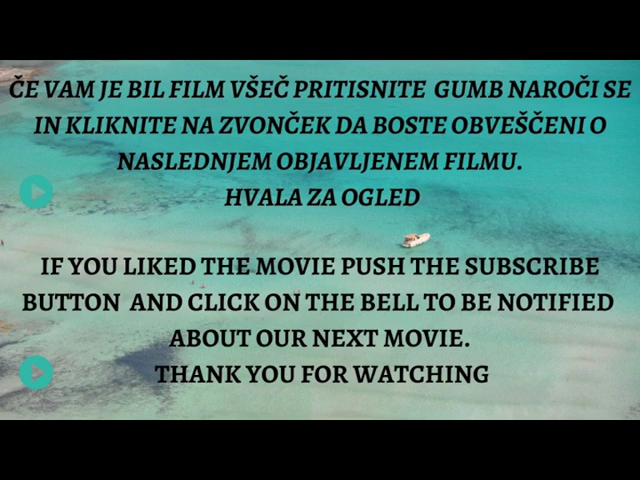 ČE VAM JE BIL FILM VŠEČ PRITISNITE GUMB NAROČI SE
IN KLIKNITE NA ZVONČEK DA BOSTE OBVEŠČENI O
NASLEDNJEM OBJAVLJENEM FILMU.
HVALA ZA OGLED
IF YOU LIKED THE MOVIE PUSH THE SUBSCRIBE
BUTTON AND CLICK ON THE BELL TO BE NOTIFIED
ABOUT OUR NEXT MOVIE.
THANK YOU FOR WATCHING